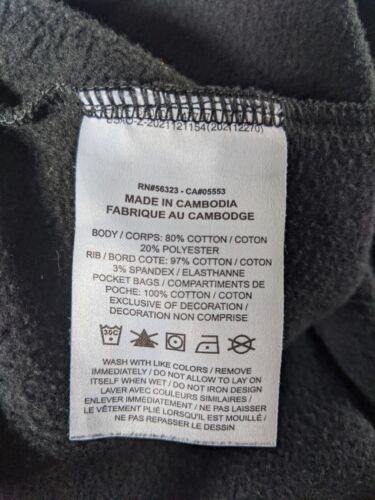 Z-2021121154(202112270)
RN#56323 - CA#05553
MADE IN CAMBODIA
FABRIQUE AU CAMBODGE
BODY / CORPS: 80% COTTON / COTON
20% POLYESTER
RIB / BORD COTE: 97% COTTON / COTON
3% SPANDEX / ELASTHANNE
POCKET BAGS / COMPARTIMENTS DE
POCHE: 100% COTTON / COTON
EXCLUSIVE OF DECORATION /
DECORATION NON COMPRISE
30C
WASH WITH LIKE COLORS / REMOVE
IMMEDIATELY / DO NOT ALLOW TO LAY ON
ITSELF WHEN WET / DO NOT IRON DESIGN
LAVER AVEC COULEURS SIMILAIRES /
ENLEVER IMMEDIATEMENT / NE PAS LAISSER
LE VÊTEMENT PLIÉ LORSQU'IL EST MOUILLÉ /
NE PAS REPASSER LE DESSIN